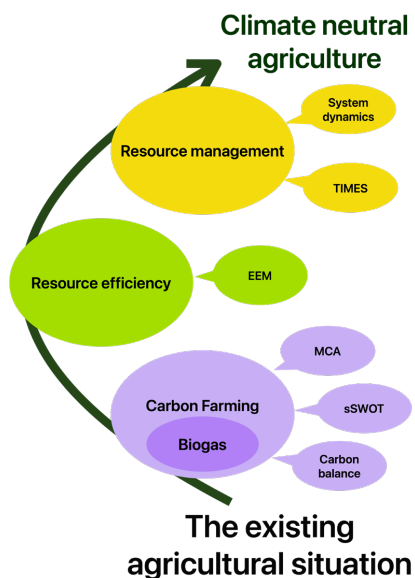 Climate neutral
agriculture
System
dynamics
Resource management
TIMES
Resource efficiency
EEM
MCA
Carbon Farming
sSWOT
Biogas
Carbon
balance
The existing
agricultural situation